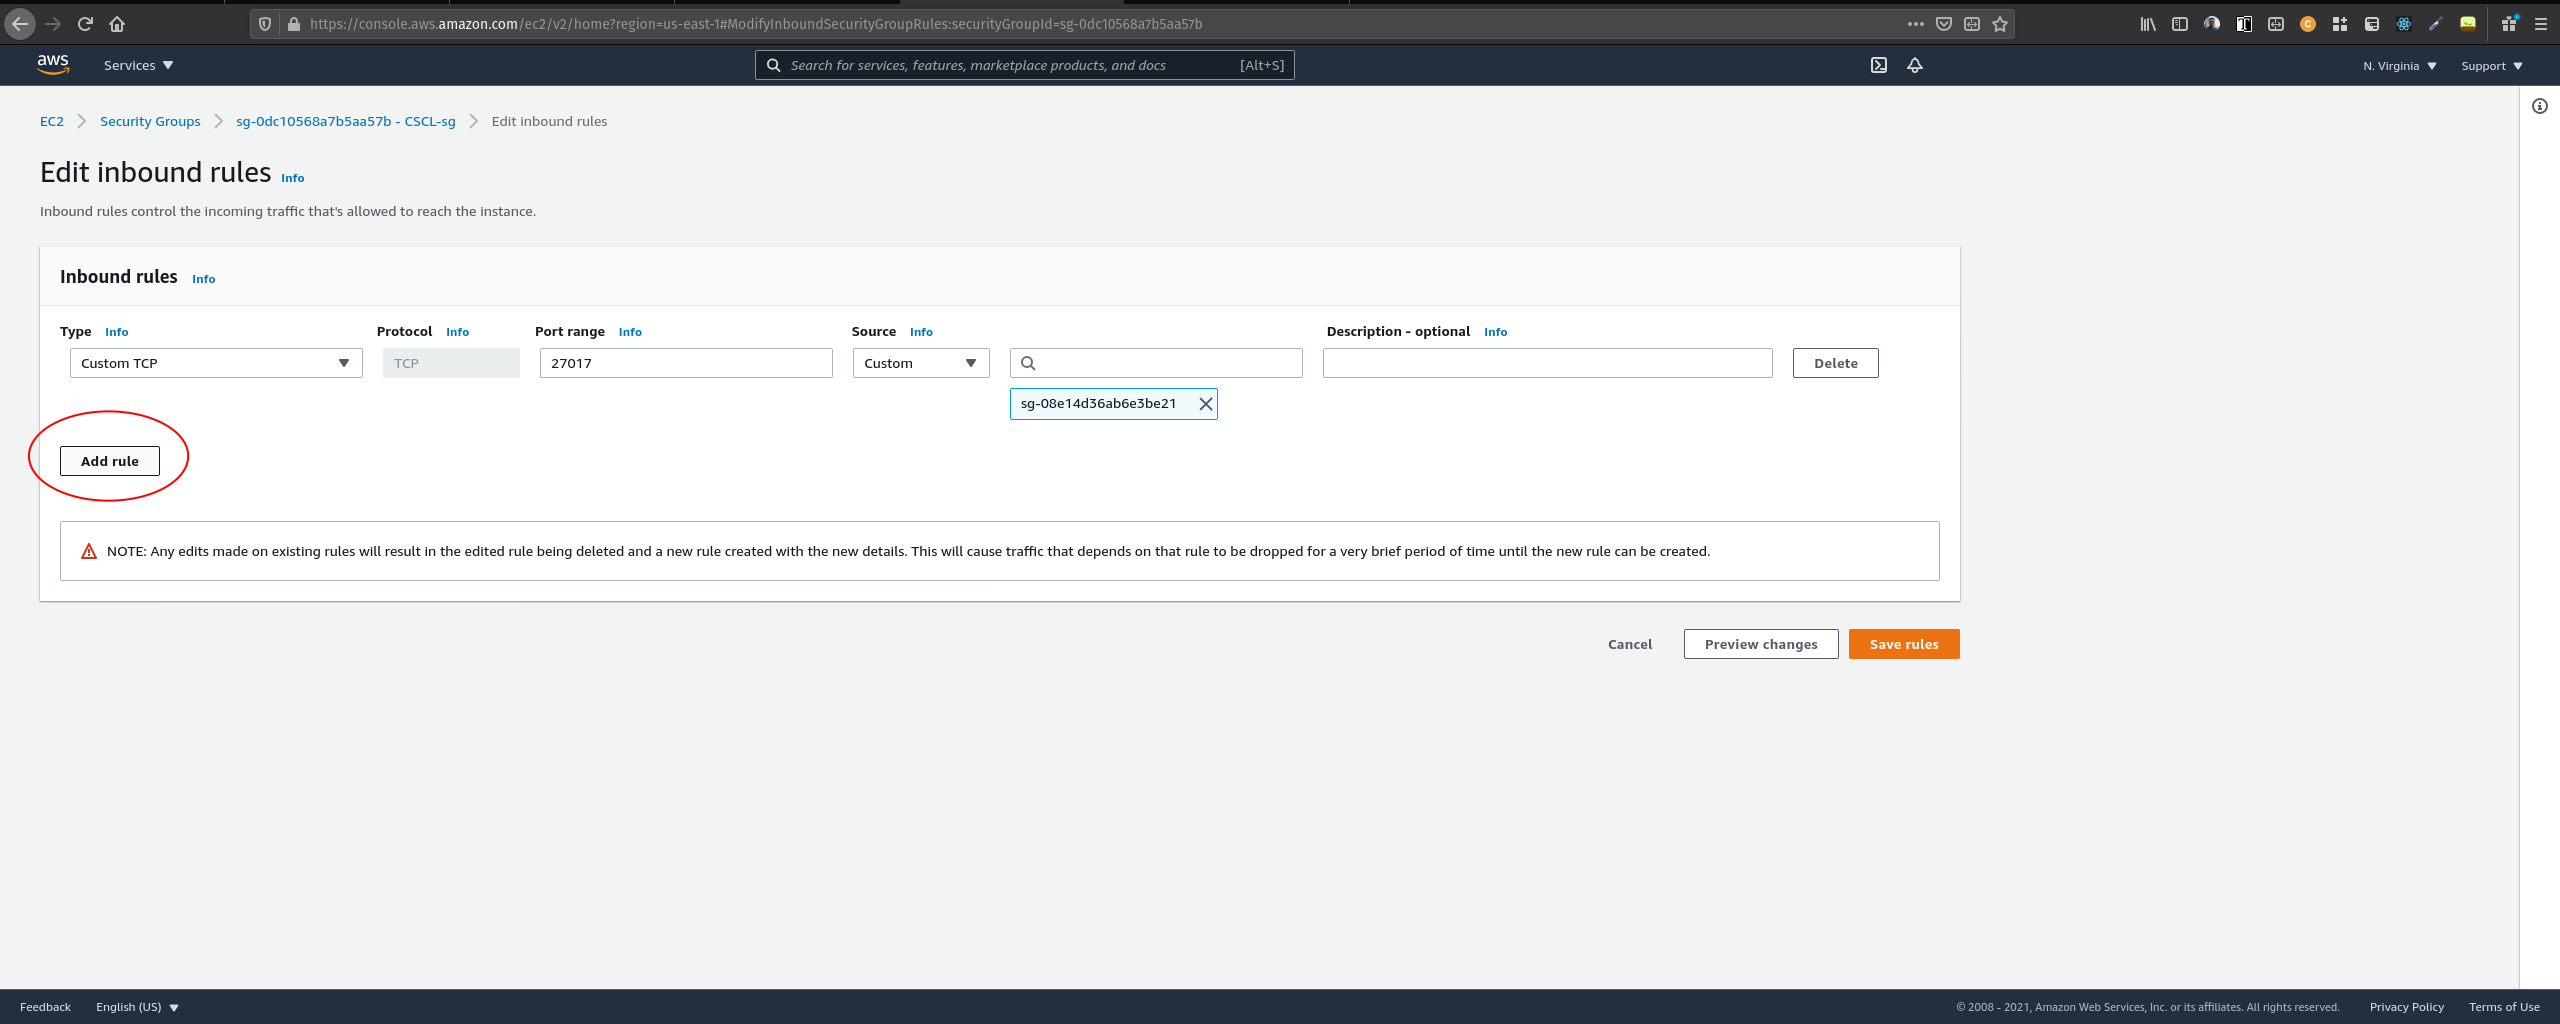 https://console.aws.amazon.com/ec2/v2/home?region=us-east-1#ModifyInboundSecurityGroupRules:securityGroupId=sg-0dc10568a7b5aa57b
aws
Services
Search for services, features, marketplace products, and docs [Alt+S]
N. Virginia
Support
EC2 > Security Groups > sg-0dc10568a7b5aa57b - CSCL-sg > Edit inbound rules
Edit inbound rules Info
Inbound rules control the incoming traffic that's allowed to reach the instance.
Inbound rules Info
Type Info Protocol Info Port range Info Source Info Description - optional Info
Custom TCP TCP 27017 Custom Delete
sg-08e14d36ab6e3be21
Add rule
NOTE: Any edits made on existing rules will result in the edited rule being deleted and a new rule created with the new details. This will cause traffic that depends on that rule to be dropped for a very brief period of time until the new rule can be created.
Cancel Preview changes Save rules
Feedback English (US) © 2008 - 2021, Amazon Web Services, Inc. or its affiliates. All rights reserved. Privacy Policy Terms of Use